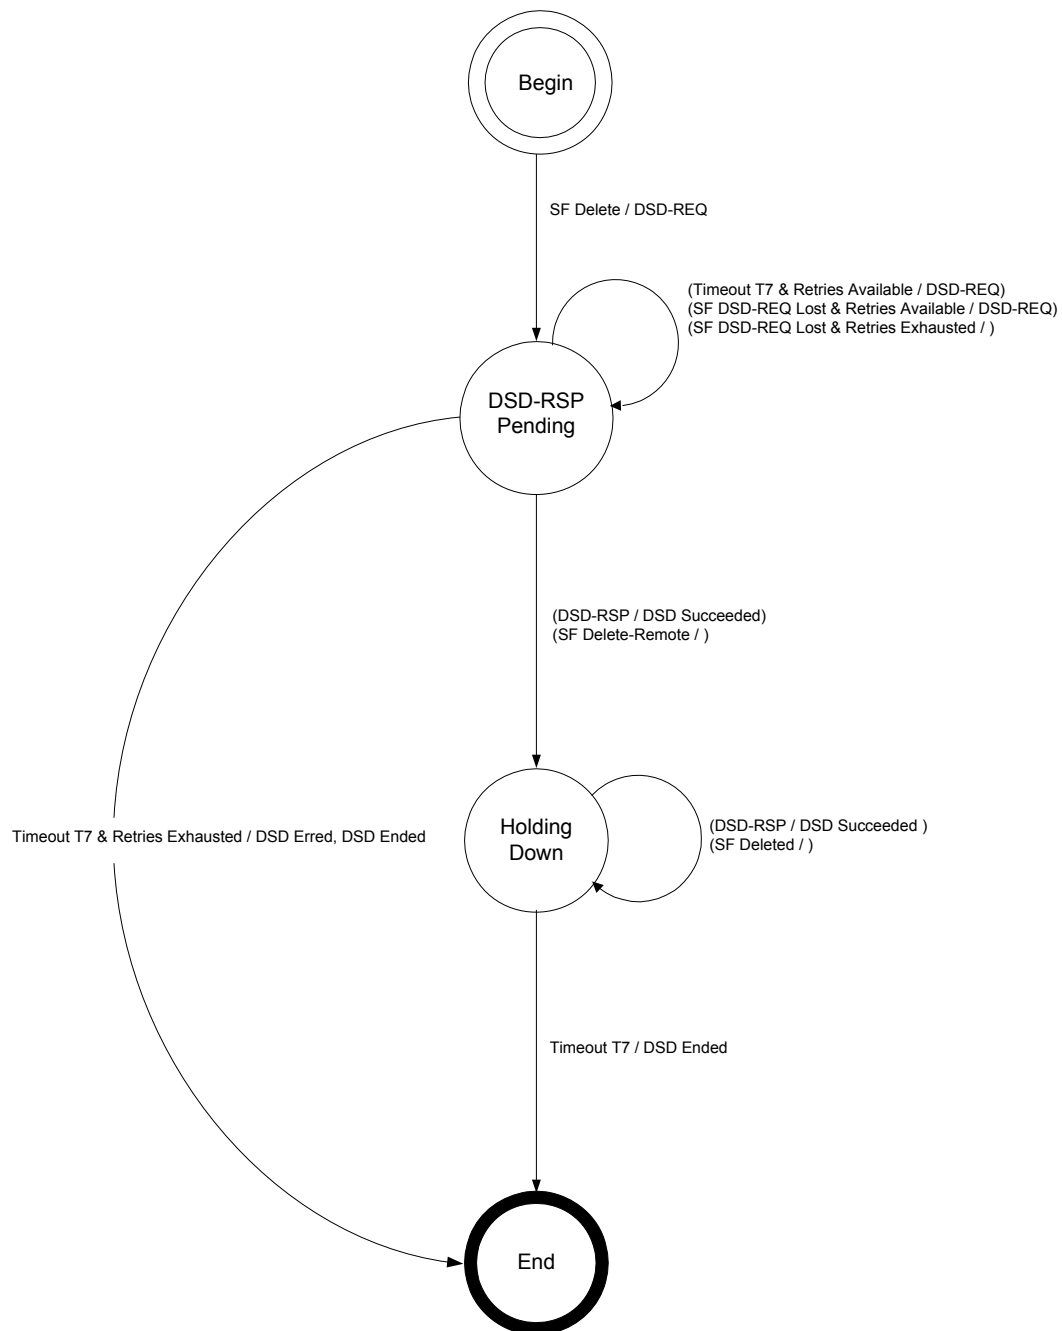 Begin
SF Delete / DSD-REQ
(Timeout T7 & Retries Available / DSD-REQ)
(SF DSD-REQ Lost & Retries Available / DSD-REQ)
(SF DSD-REQ Lost & Retries Exhausted / )
DSD-RSP
Pending
(DSD-RSP / DSD Succeeded)
(SF Delete-Remote / )
Timeout T7 & Retries Exhausted / DSD Erred, DSD Ended
Holding
Down
(DSD-RSP / DSD Succeeded )
(SF Deleted / )
Timeout T7 / DSD Ended
End